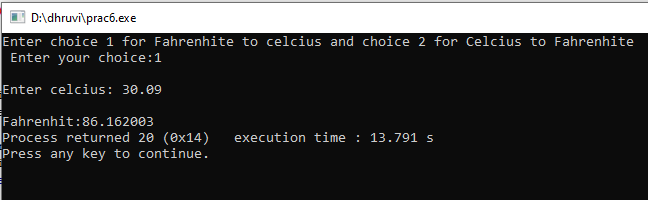 D:\dhruvi\prac6.exe
Enter choice 1 for Fahrenhite to celcius and choice 2 for Celcius to Fahrenhite
Enter your choice:1
Enter celcius: 30.09
Fahrenhit:86.162003
Process returned 20 (0x14)   execution time : 13.791 s
Press any key to continue.